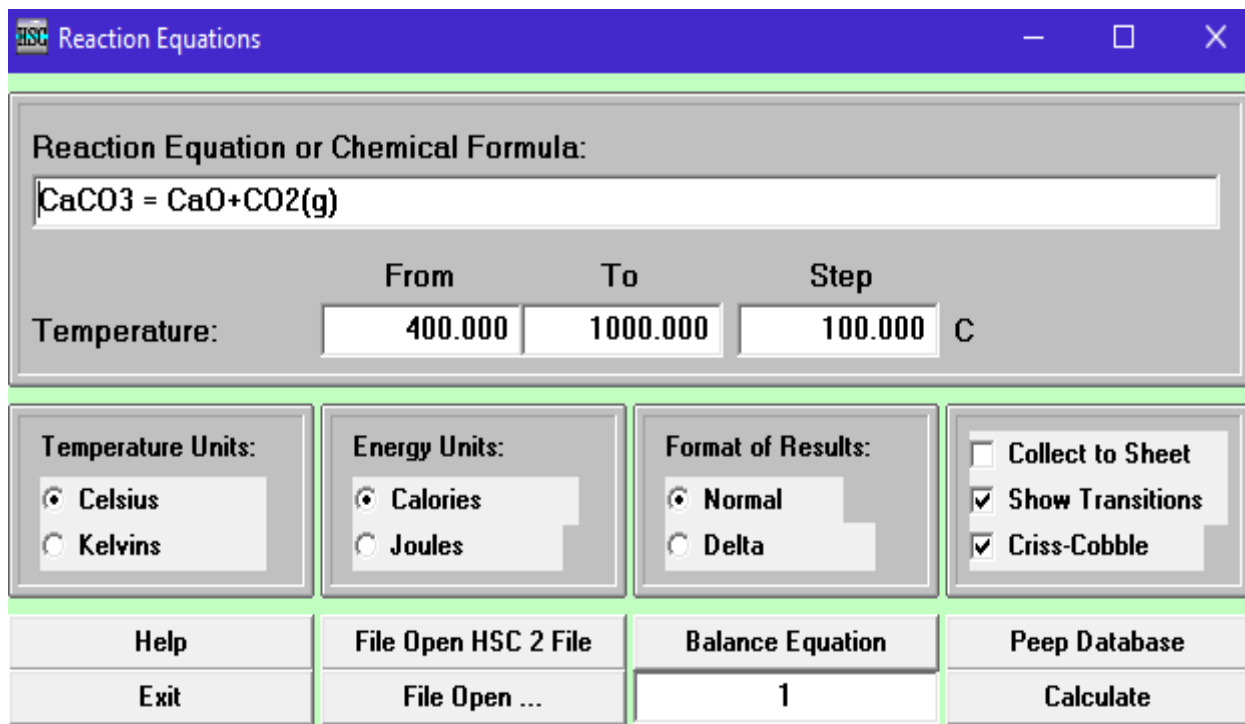 HSC Reaction Equations
Reaction Equation or Chemical Formula:
CaCO3 = CaO+CO2(g)
From To Step
Temperature: 400.000 1000.000 100.000 C
Temperature Units: Energy Units: Format of Results: Collect to Sheet
Celsius Calories Normal Show Transitions
Kelvins Joules Delta Criss-Cobble
Help File Open HSC 2 File Balance Equation Peep Database
Exit File Open ... 1 Calculate